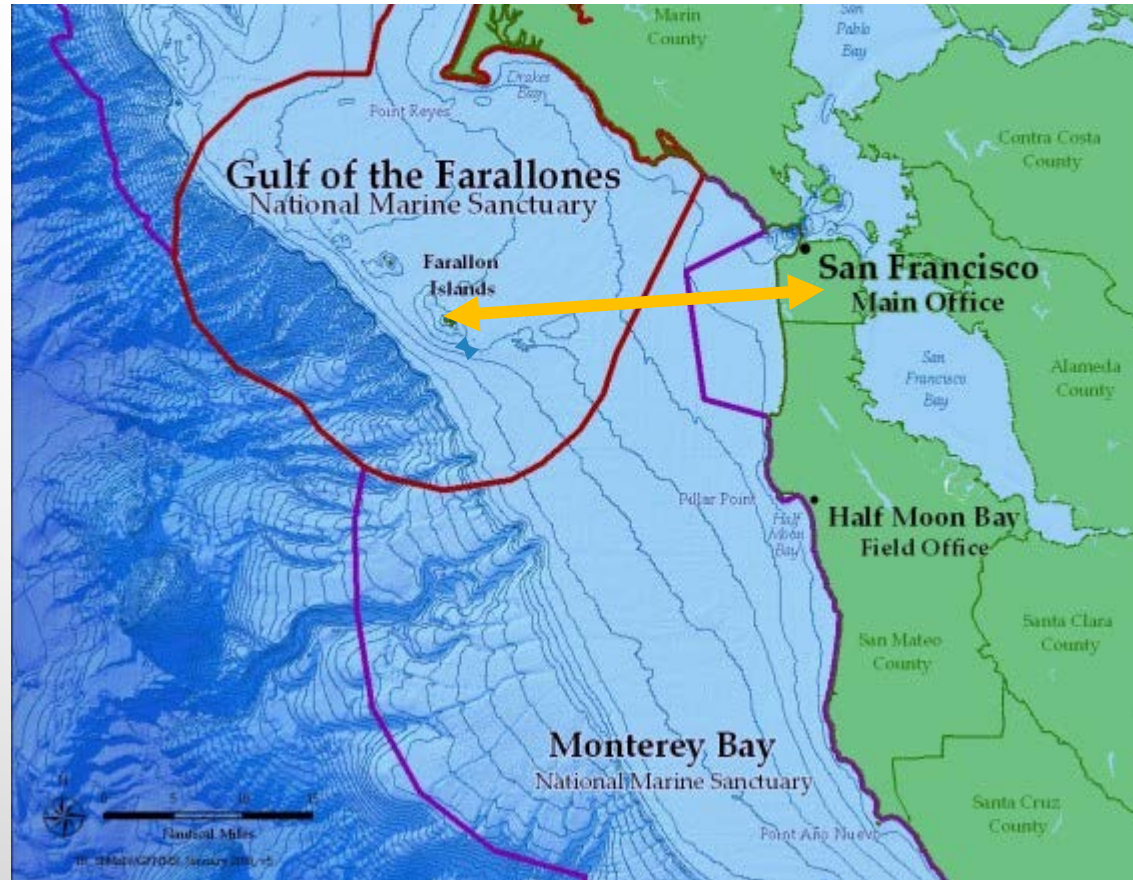 Marin
County
San
Pablo
Bay
Drakes
Bay
Point Reyes
Contra Costa
County
Gulf of the Farallones
National Marine Sanctuary
Farallon
Islands
San Francisco
Main Office
San
Francisco
Bay
Alameda
County
Pillar Point
Half
Moon
Bay
Half Moon Bay
Field Office
San Mateo
County
Santa Clara
County
Monterey Bay
National Marine Sanctuary
N
0 5 10 15
Nautical Miles
Santa Cruz
County
Point Año Nuevo